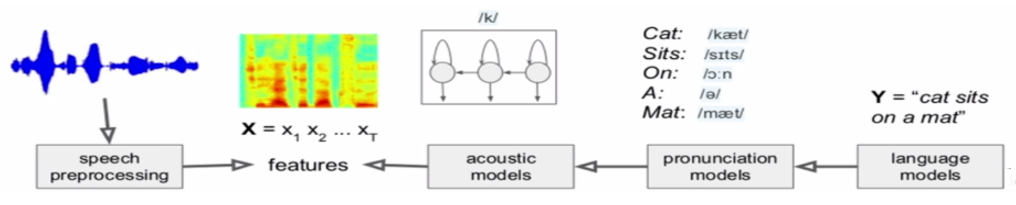 /k/
Cat: /kæt/
Sits: /sɪts/
On: /ɔːn
A: /ə/
Mat: /mæt/
Y = “cat sits
on a mat”
X = x₁ x₂ ... x_T
features
speech
preprocessing
acoustic
models
pronunciation
models
language
models